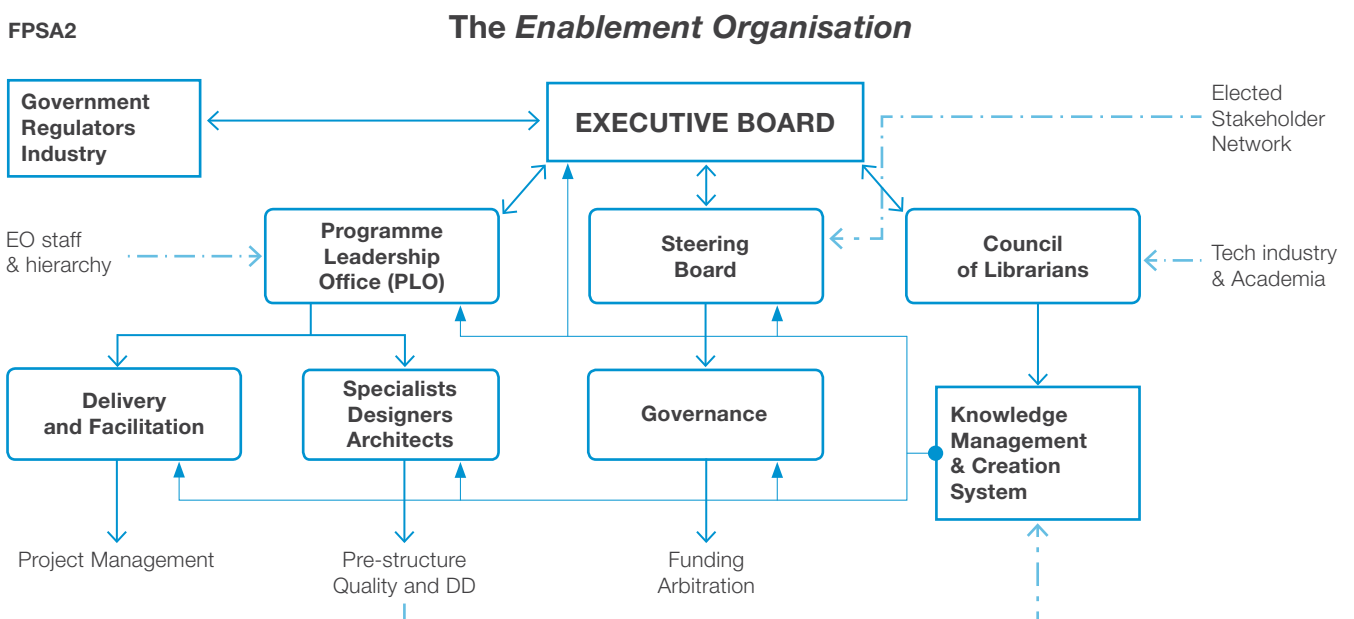 FPSA2
The Enablement Organisation
Government
Regulators
Industry
EXECUTIVE BOARD
Elected
Stakeholder
Network
EO staff
& hierarchy
Programme
Leadership
Office (PLO)
Steering
Board
Council
of Librarians
Tech industry
& Academia
Delivery
and Facilitation
Specialists
Designers
Architects
Governance
Knowledge
Management
& Creation
System
Project Management
Pre-structure
Quality and DD
Funding
Arbitration